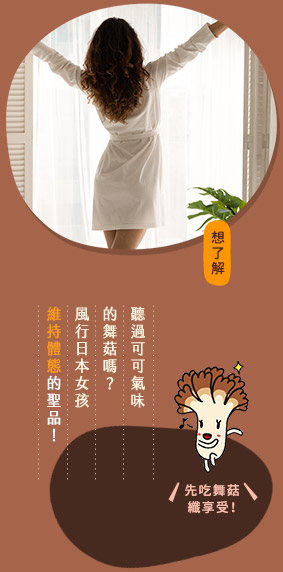 想了解
聽過可可氣味
的舞菇嗎？
風行日本女孩
維持體態的聖品！
先吃舞菇
纖享受！